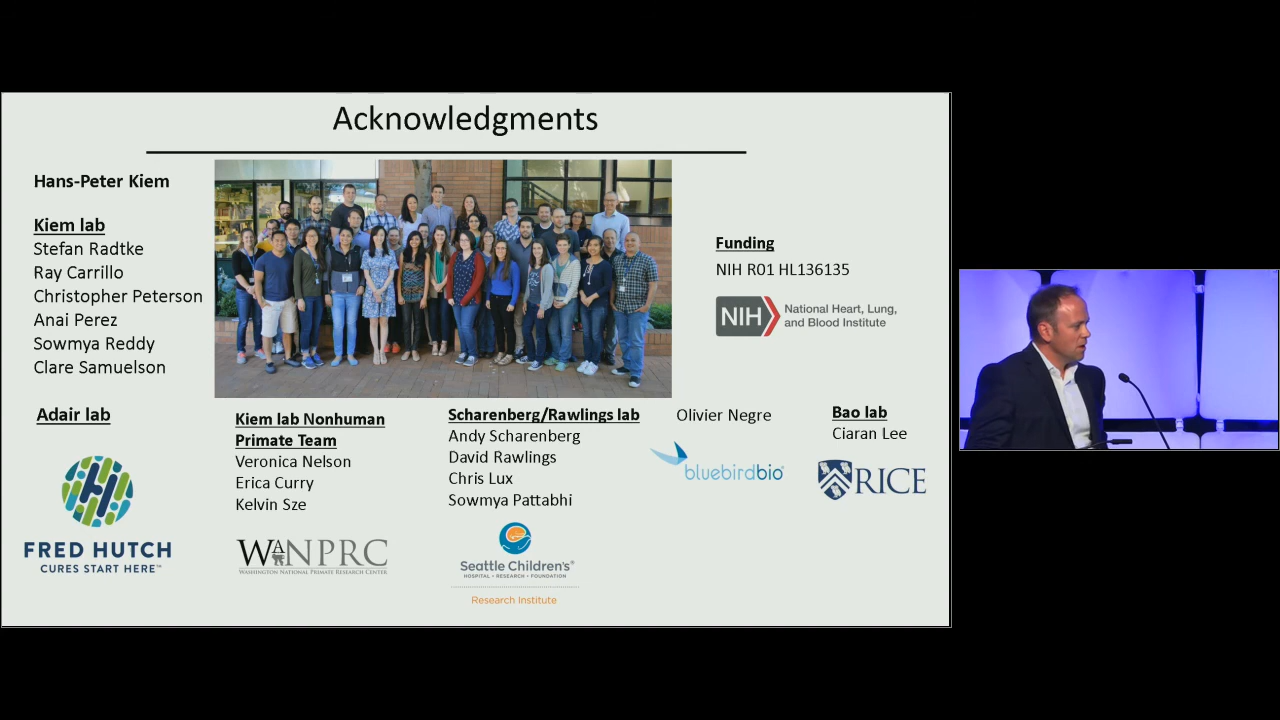 Acknowledgments
Hans-Peter Kiem
Kiem lab
Stefan Radtke
Ray Carrillo
Christopher Peterson
Anai Perez
Sowmya Reddy
Clare Samuelson
Funding
NIH R01 HL136135
NIH
National Heart, Lung,
and Blood Institute
Adair lab
FRED HUTCH
CURES START HERE™
Kiem lab Nonhuman
Primate Team
Veronica Nelson
Erica Curry
Kelvin Sze
WaNPRC
WASHINGTON NATIONAL PRIMATE RESEARCH CENTER
Scharenberg/Rawlings lab
Andy Scharenberg
David Rawlings
Chris Lux
Sowmya Pattabhi
Seattle Children's®
HOSPITAL • RESEARCH • FOUNDATION
Research Institute
Olivier Negre
bluebirdbio
Bao lab
Ciaran Lee
RICE